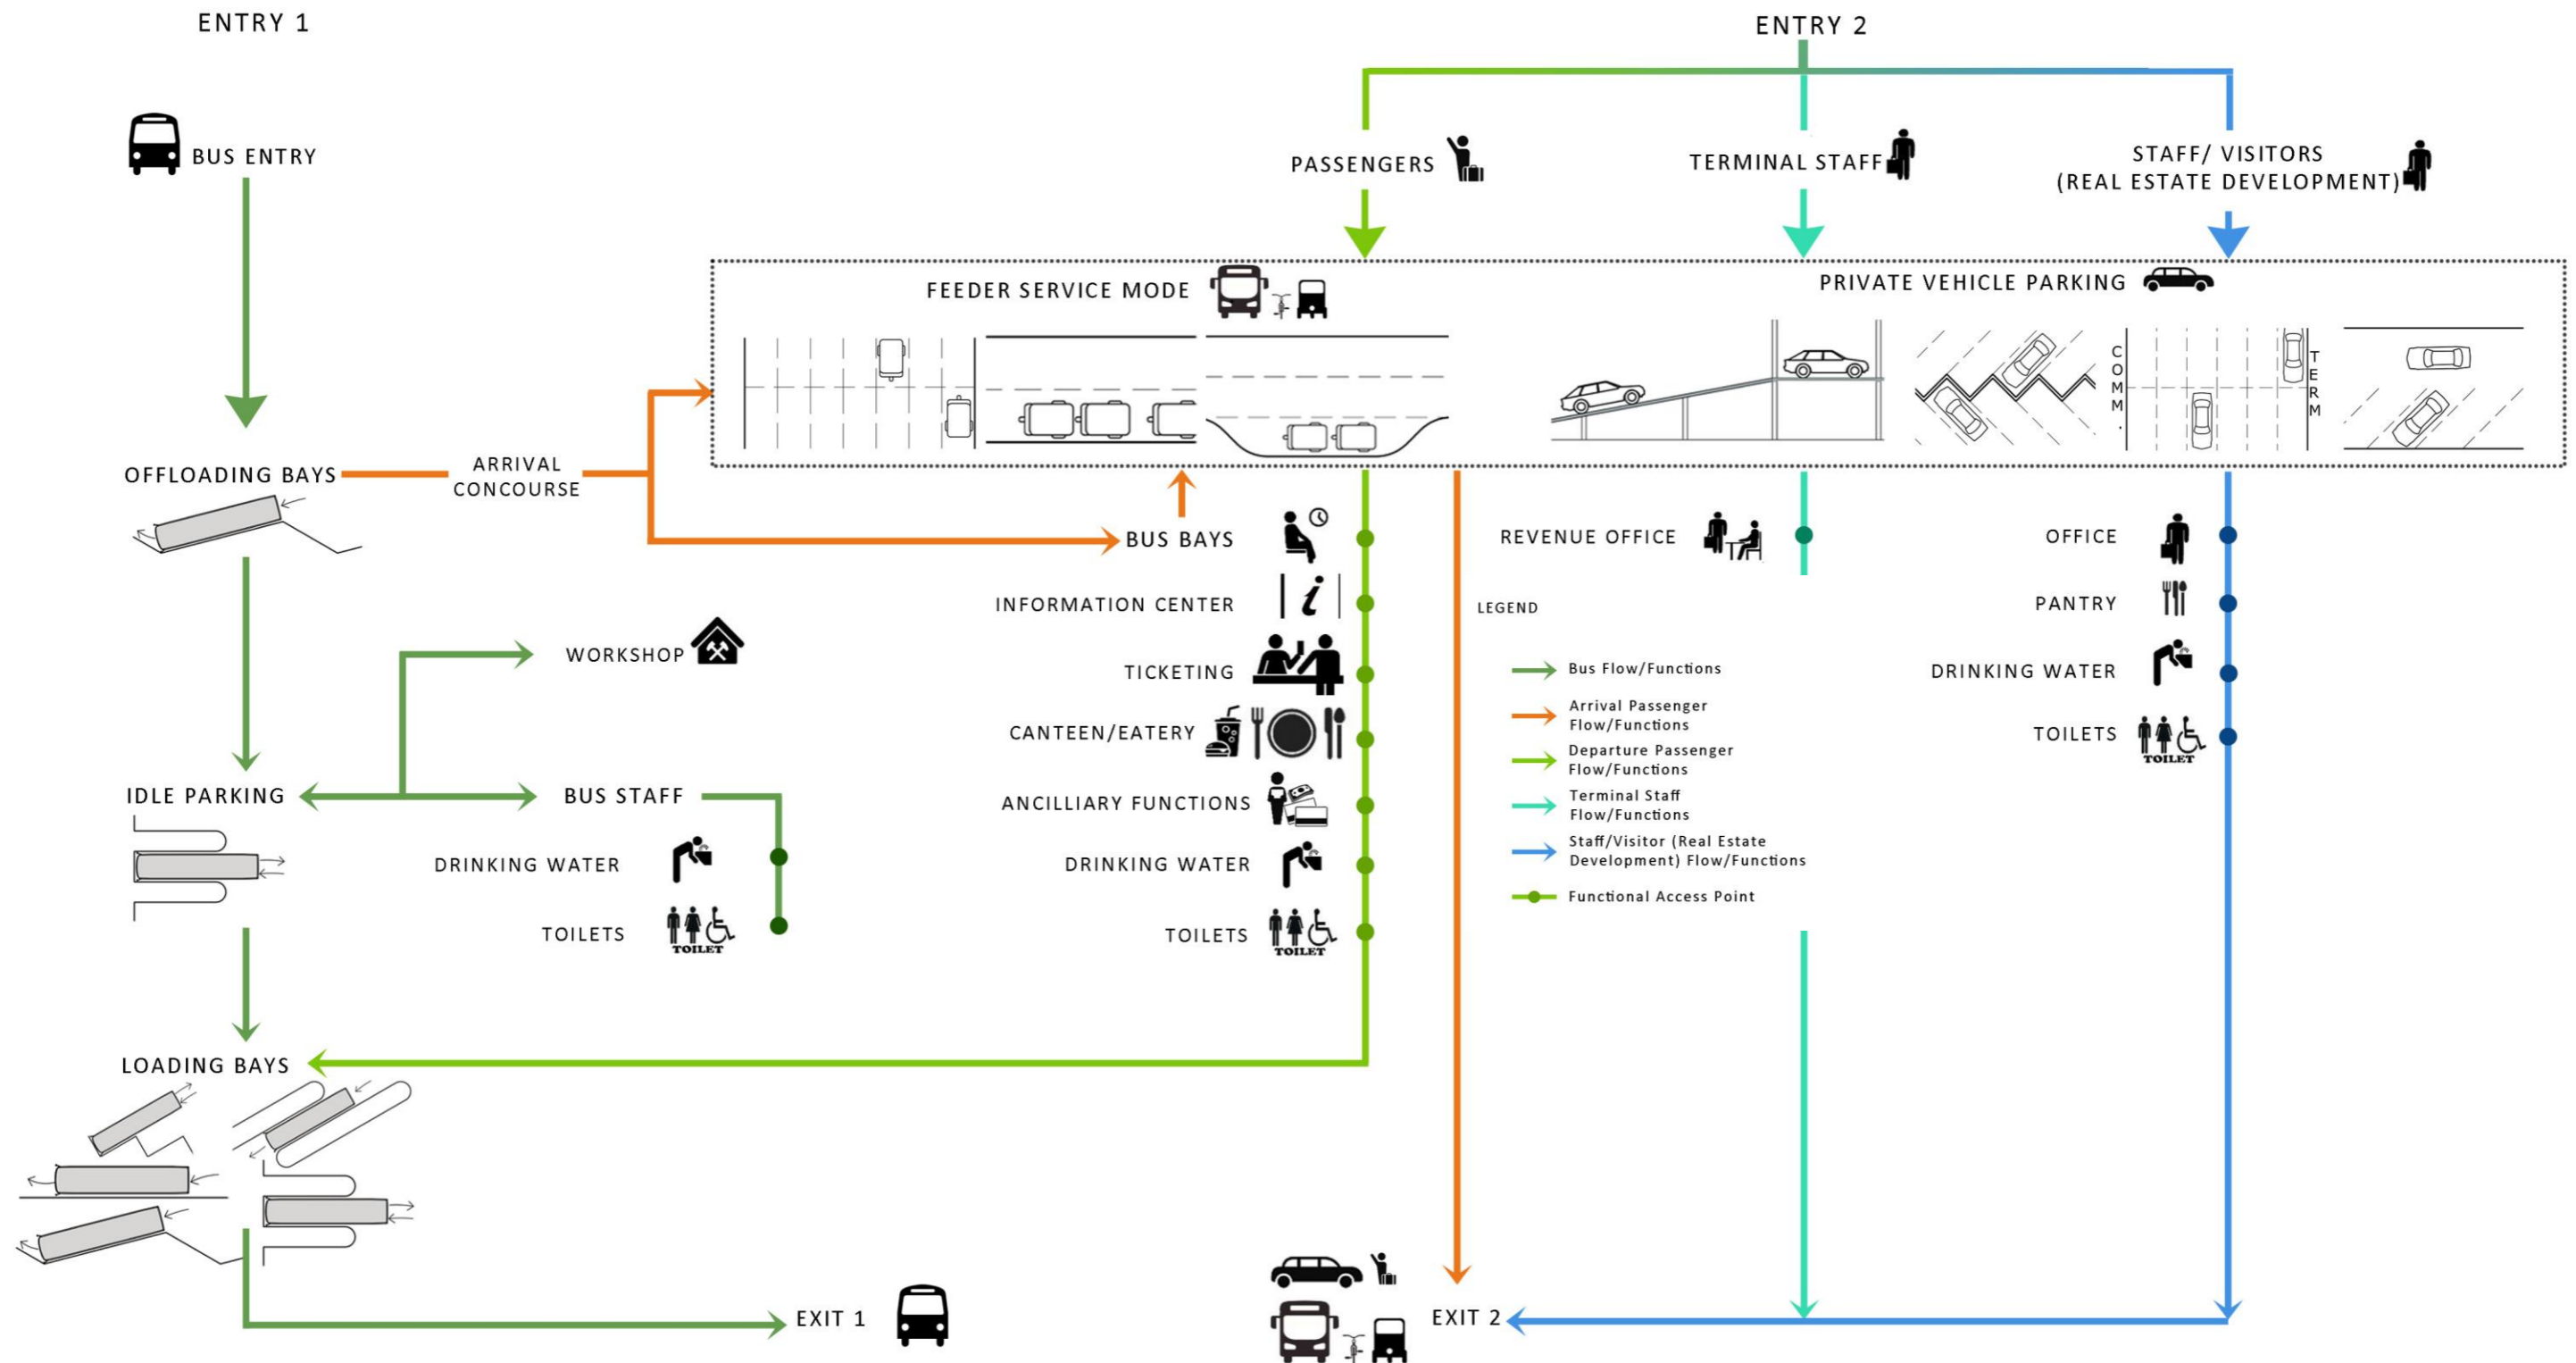 ENTRY 1
ENTRY 2
BUS ENTRY
PASSENGERS
TERMINAL STAFF
STAFF/ VISITORS
(REAL ESTATE DEVELOPMENT)
FEEDER SERVICE MODE
PRIVATE VEHICLE PARKING
COMM.
TERM
OFFLOADING BAYS
ARRIVAL
CONCOURSE
BUS BAYS
REVENUE OFFICE
OFFICE
INFORMATION CENTER
i
LEGEND
PANTRY
WORKSHOP
TICKETING
Bus Flow/Functions
DRINKING WATER
Arrival Passenger
Flow/Functions
CANTEEN/EATERY
Departure Passenger
Flow/Functions
TOILETS
TOILET
IDLE PARKING
BUS STAFF
ANCILLIARY FUNCTIONS
Terminal Staff
Flow/Functions
DRINKING WATER
DRINKING WATER
Staff/Visitor (Real Estate
Development) Flow/Functions
Functional Access Point
TOILETS
TOILET
TOILETS
TOILET
LOADING BAYS
EXIT 1
EXIT 2